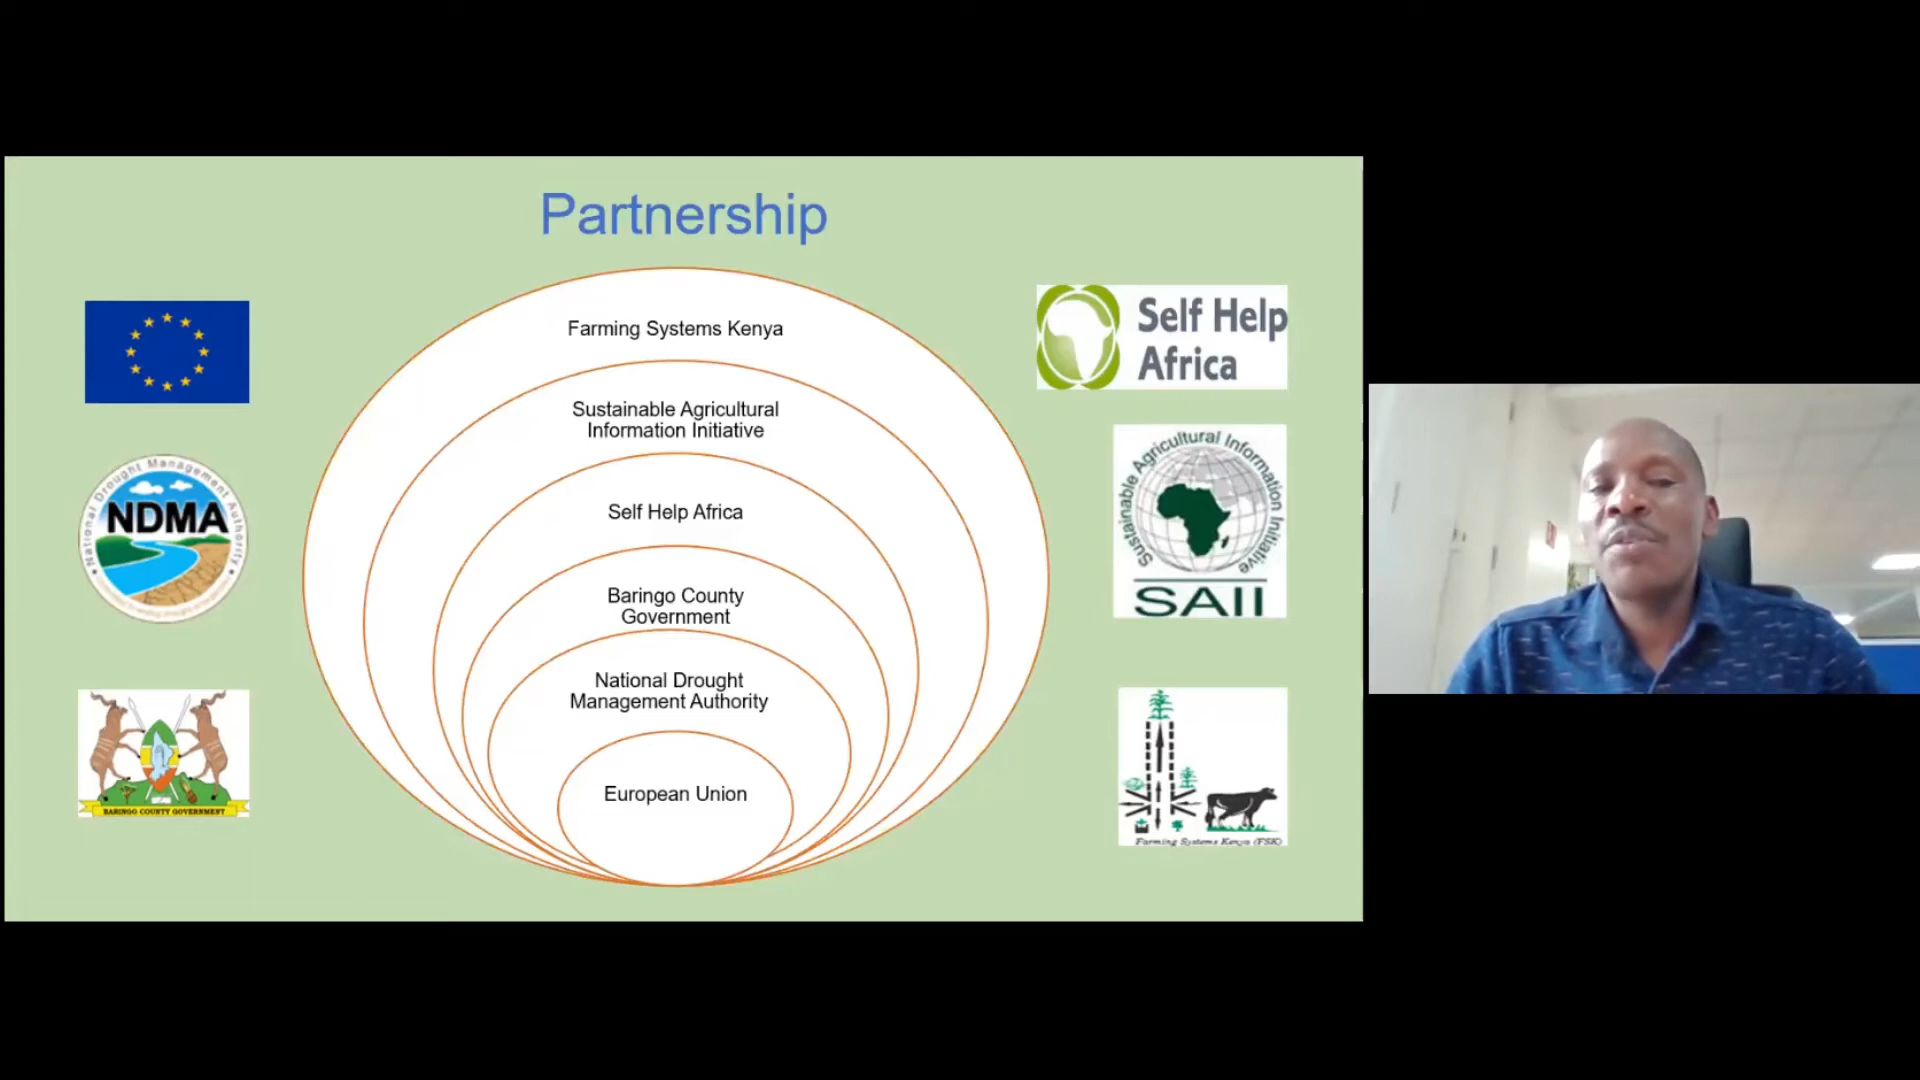 Partnership
Farming Systems Kenya
Sustainable Agricultural
Information Initiative
Self Help Africa
Baringo County
Government
National Drought
Management Authority
European Union
National Drought Management Authority
NDMA
BARINGO COUNTY GOVERNMENT
Self Help
Africa
Sustainable Agricultural Information Initiative
SAII
Farming Systems Kenya (FSK)